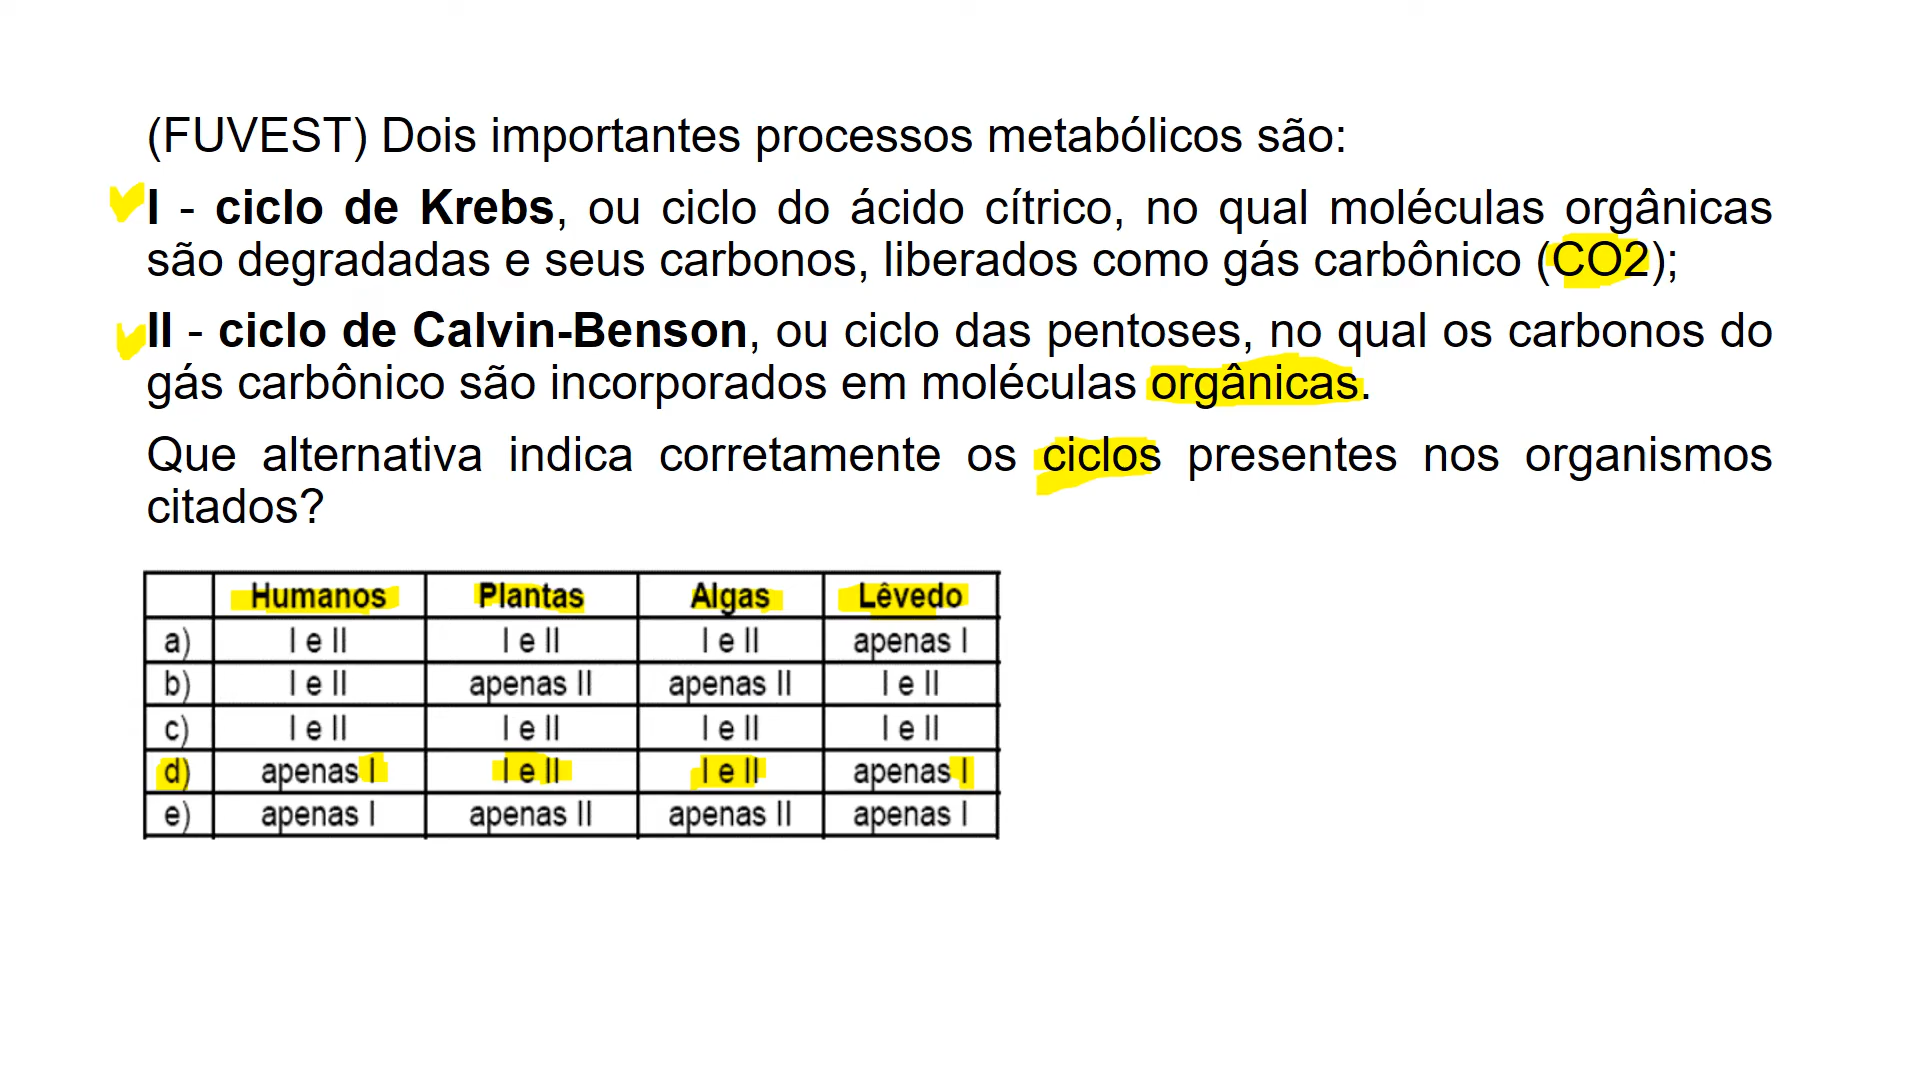 (FUVEST) Dois importantes processos metabólicos são:
I - ciclo de Krebs, ou ciclo do ácido cítrico, no qual moléculas orgânicas
são degradadas e seus carbonos, liberados como gás carbônico (CO2);
II - ciclo de Calvin-Benson, ou ciclo das pentoses, no qual os carbonos do
gás carbônico são incorporados em moléculas orgânicas.
Que alternativa indica corretamente os ciclos presentes nos organismos
citados?
Humanos Plantas Algas Lêvedo
a) I e II I e II I e II apenas I
b) I e II apenas II apenas II I e II
c) I e II I e II I e II I e II
d) apenas I I e II I e II apenas I
e) apenas I apenas II apenas II apenas I